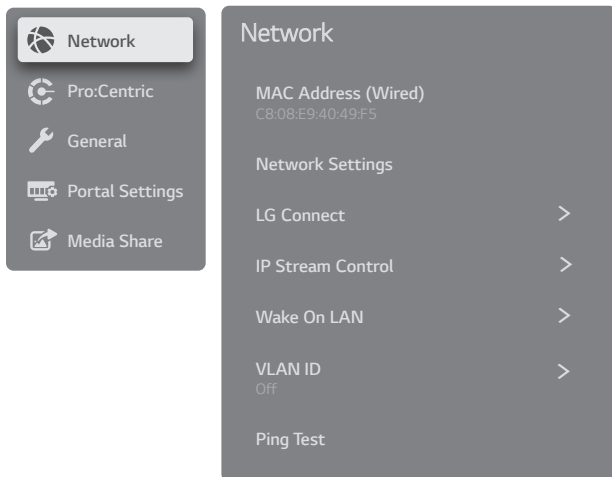 Network
Pro:Centric
General
Portal Settings
Media Share
Network
MAC Address (Wired)
C8:08:E9:40:49:F5
Network Settings
LG Connect
IP Stream Control
Wake On LAN
VLAN ID
Off
Ping Test